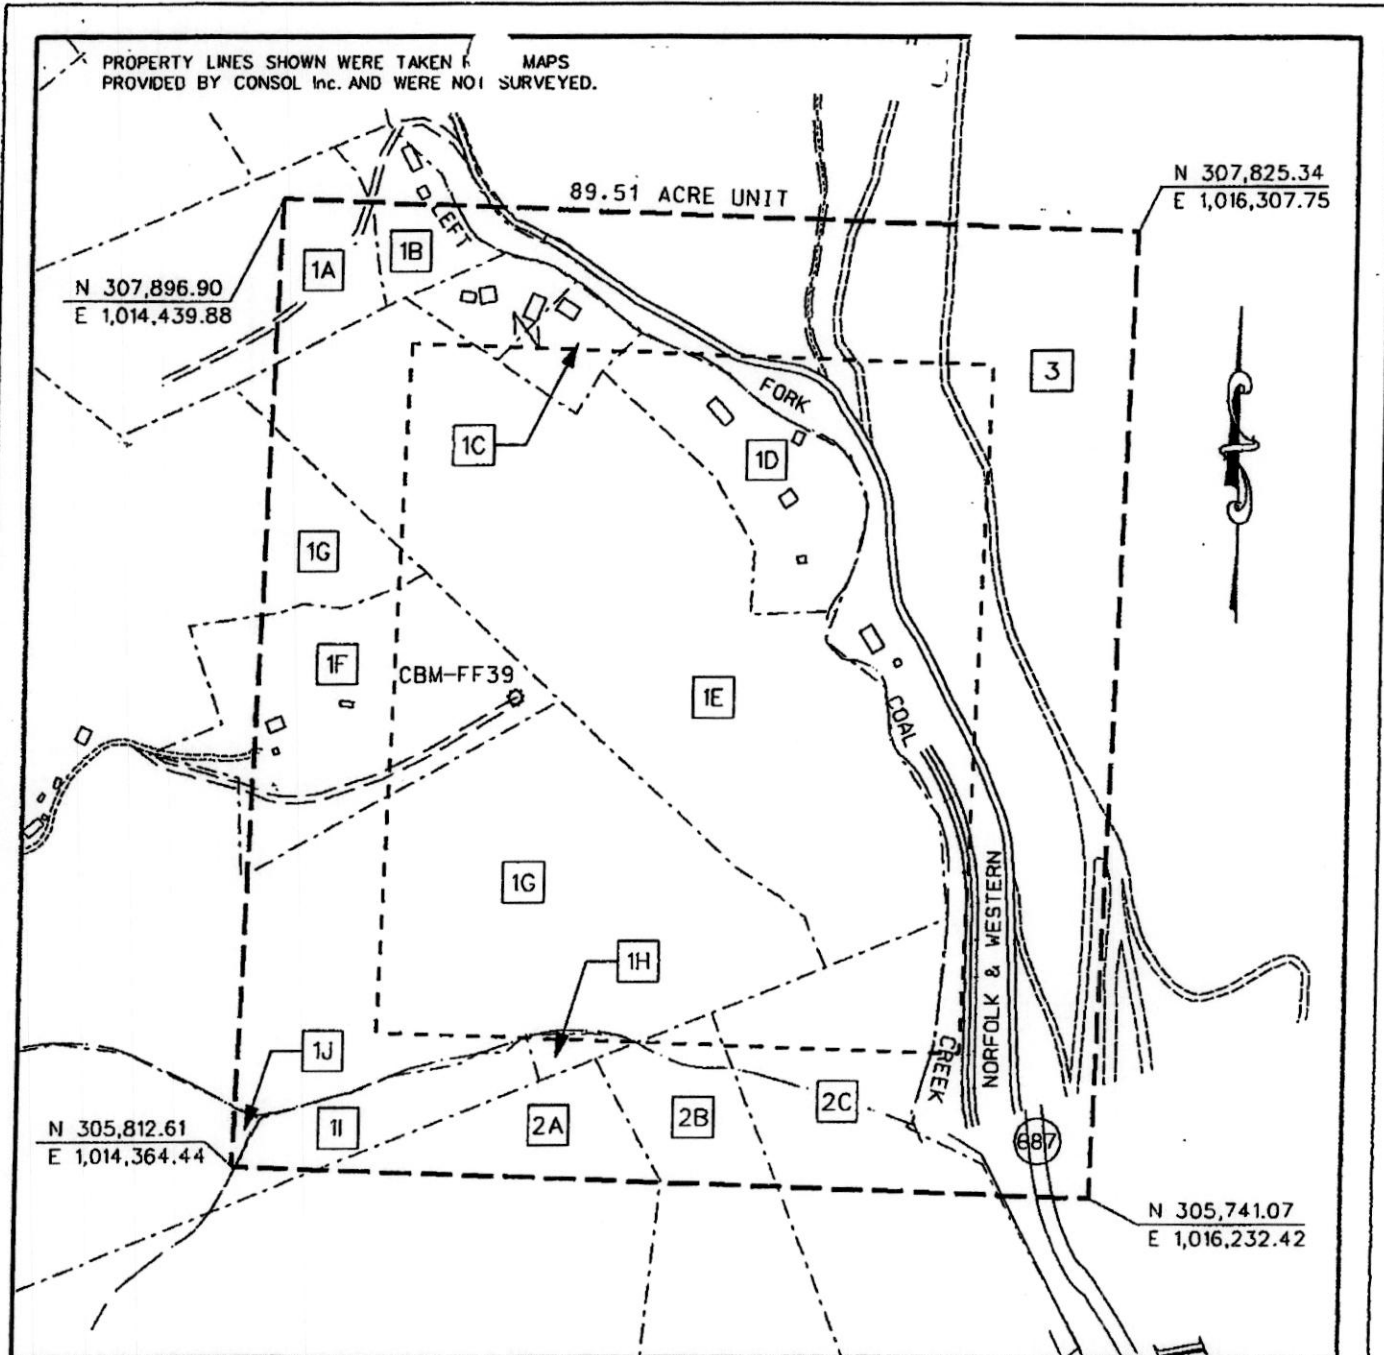 PROPERTY LINES SHOWN WERE TAKEN MAPS
PROVIDED BY CONSOL Inc. AND WERE NOT SURVEYED.
89.51 ACRE UNIT
N 307,825.34
E 1,016,307.75
LEFT
1A
1B
N 307,896.90
E 1,014,439.88
3
FORK
1C
1D
1G
1F
CBM-FF39
1E
COAL
1G
NORFOLK & WESTERN
1H
1J
CREEK
N 305,812.61
E 1,014,364.44
1I
2A
2B
2C
687
N 305,741.07
E 1,016,232.42